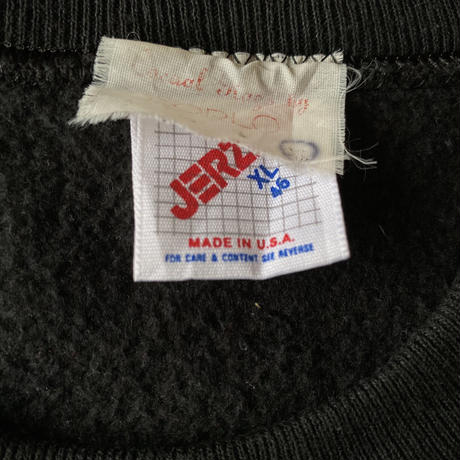 JERZ
XL
46
MADE IN U.S.A.
FOR CARE & CONTENT SEE REVERSE